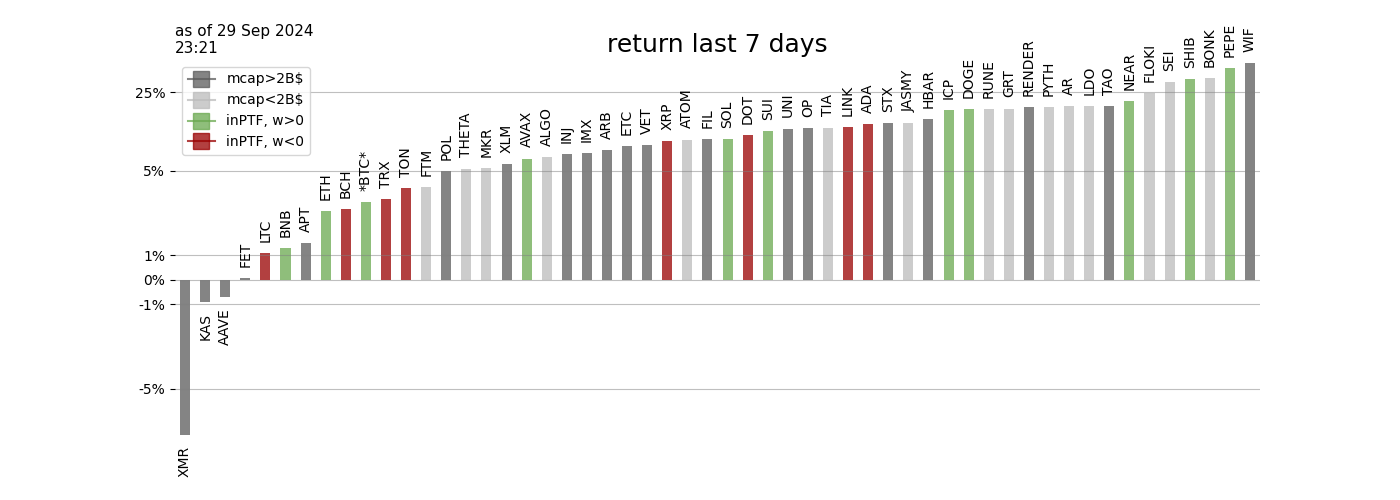 as of 29 Sep 2024
23:21
return last 7 days
mcap>2B$
mcap<2B$
inPTF, w>0
inPTF, w<0
25%
5%
1%
0%
-1%
-5%
XMR
KAS
AAVE
FET
LTC
BNB
APT
ETH
BCH
*BTC*
TRX
TON
FTM
POL
THETA
MKR
XLM
AVAX
ALGO
INJ
IMX
ARB
ETC
VET
XRP
ATOM
FIL
SOL
DOT
SUI
UNI
OP
TIA
LINK
ADA
STX
JASMY
HBAR
ICP
DOGE
RUNE
GRT
RENDER
PYTH
AR
LDO
TAO
NEAR
FLOKI
SEI
SHIB
BONK
PEPE
WIF